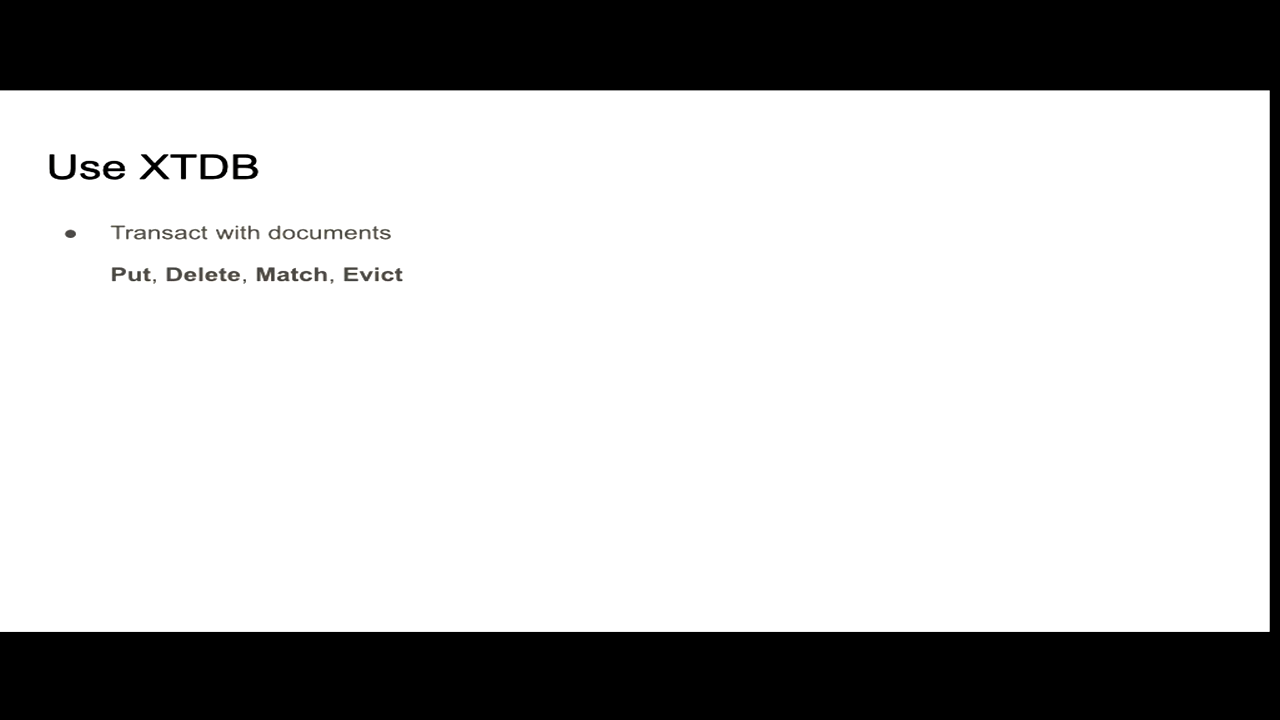 Use XTDB
● Transact with documents
Put, Delete, Match, Evict